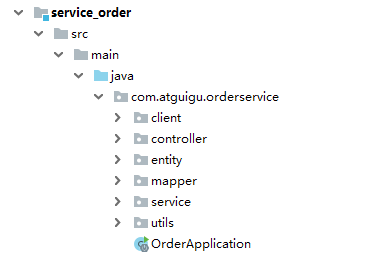 service_order
src
main
java
com.atguigu.orderservice
client
controller
entity
mapper
service
utils
OrderApplication